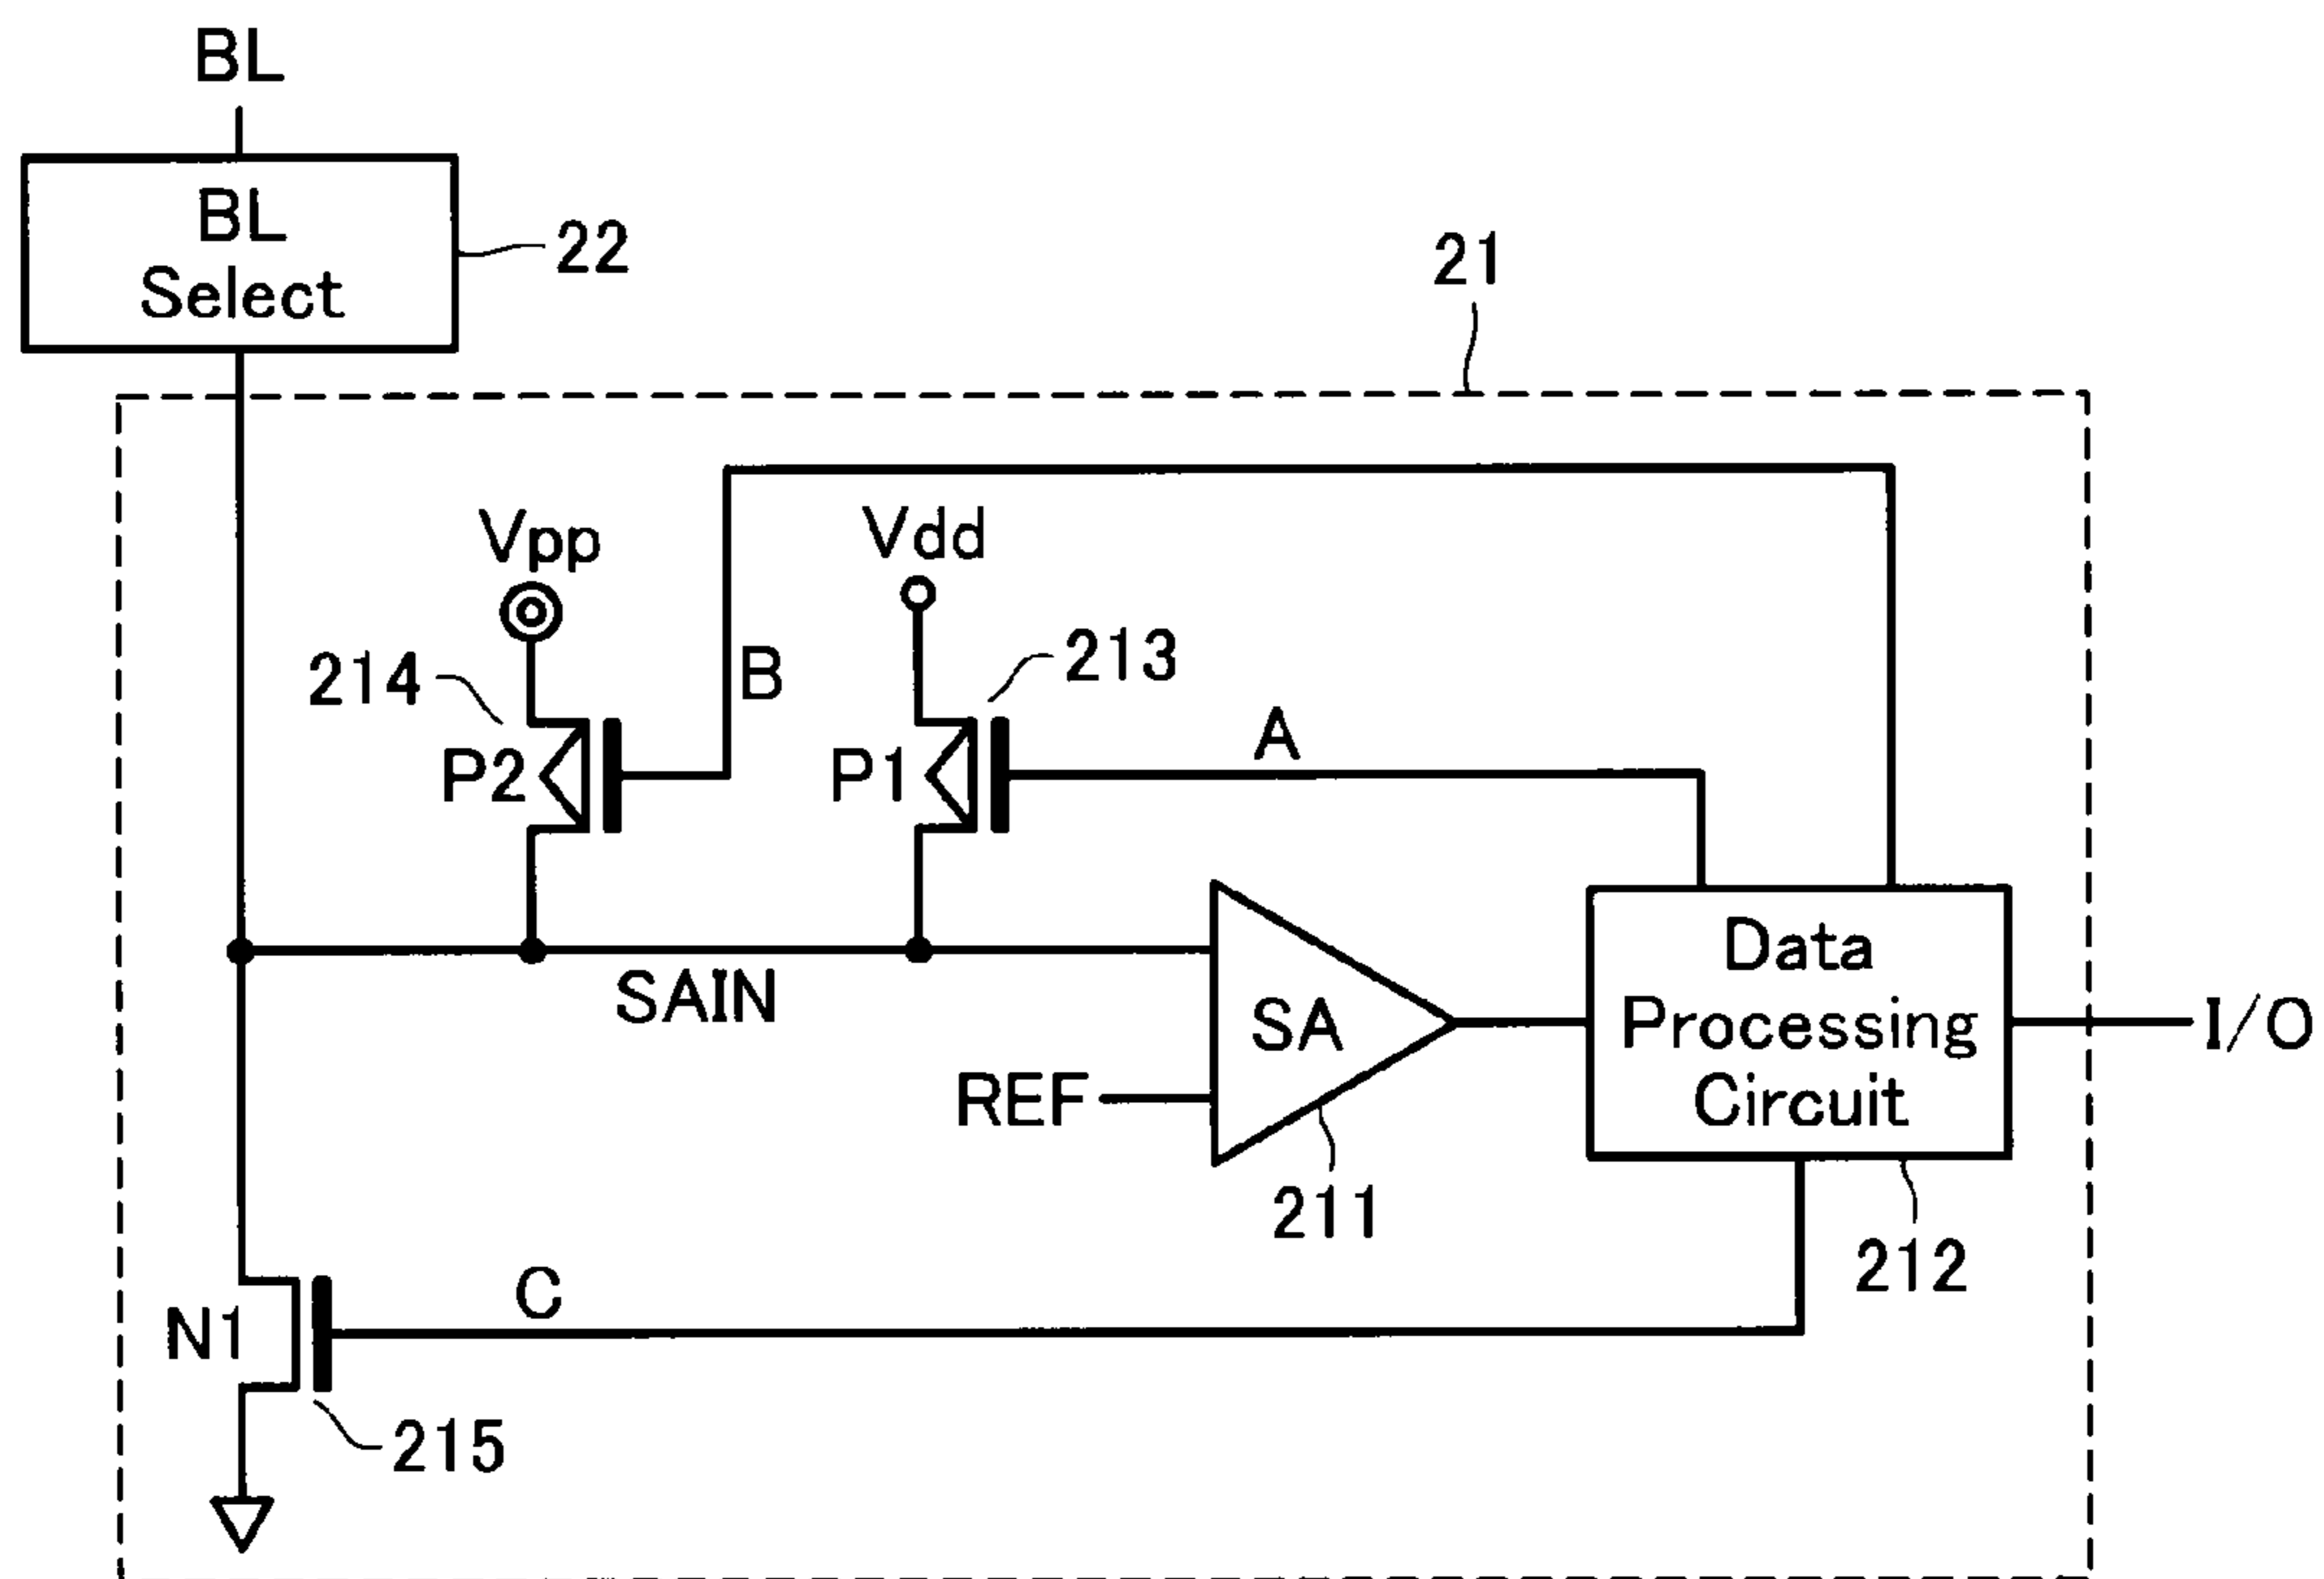 BL
BL
Select
22
21
Vpp
Vdd
214
B
213
P2
P1
A
SAIN
SA
REF
Data
Processing
Circuit
I/O
211
212
N1
C
215